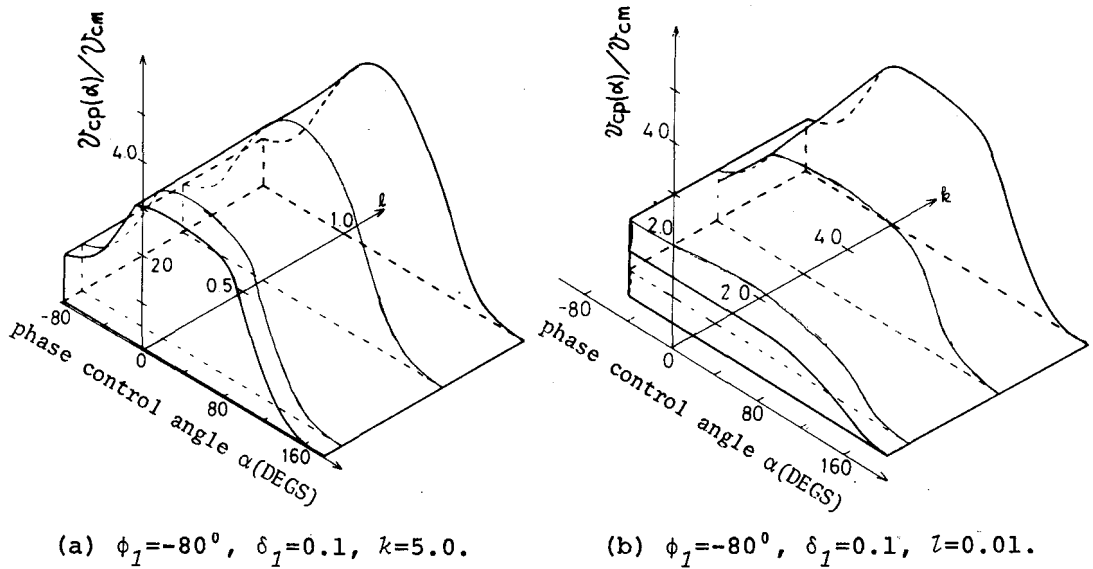 𝓋cp(α)/𝓋cm
4.0
20
l
1.0
0.5
-80
0
80
160
phase control angle α(DEGS)
(a) ϕ₁=-80⁰, δ₁=0.1, k=5.0.
𝓋cp(α)/𝓋cm
40
2.0
k
40
20
-80
0
80
160
phase control angle α(DEGS)
(b) ϕ₁=-80⁰, δ₁=0.1, l=0.01.